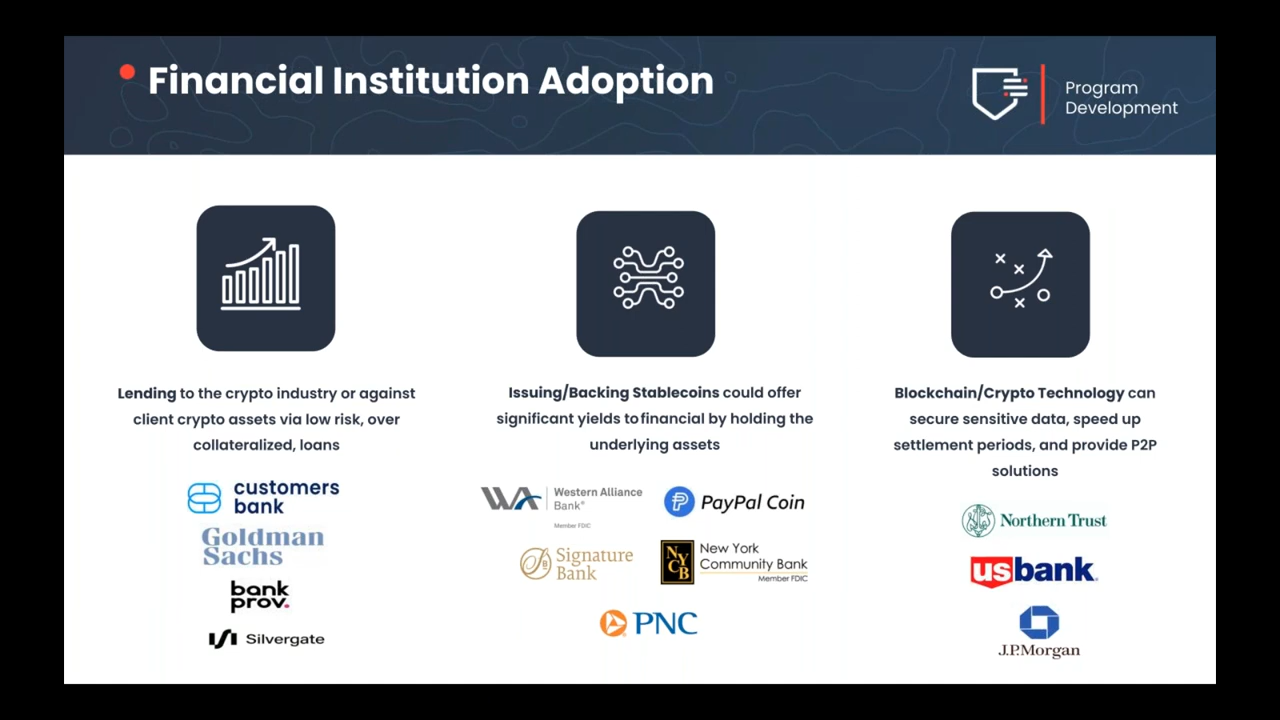 Financial Institution Adoption
Program
Development
Lending to the crypto industry or against
client crypto assets via low risk, over
collateralized, loans
customers
bank
Goldman
Sachs
bank
prov.
Silvergate
Issuing/Backing Stablecoins could offer
significant yields to financial by holding the
underlying assets
WA
Western Alliance
Bank®
Member FDIC
PayPal Coin
Signature
Bank
NYCB
New York
Community Bank
Member FDIC
PNC
Blockchain/Crypto Technology can
secure sensitive data, speed up
settlement periods, and provide P2P
solutions
Northern Trust
usbank
J.P.Morgan